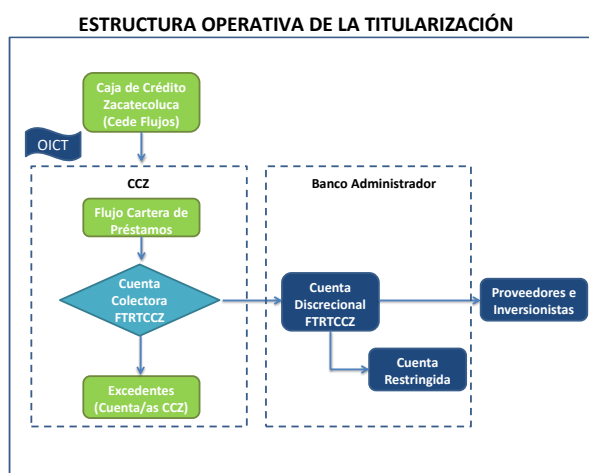 ESTRUCTURA OPERATIVA DE LA TITULARIZACIÓN
Caja de Crédito
Zacatecoluca
(Cede Flujos)
OICT
CCZ
Banco Administrador
Flujo Cartera de
Préstamos
Cuenta
Colectora
FTRTCCZ
Cuenta
Discrecional
FTRTCCZ
Proveedores e
Inversionistas
Cuenta
Restringida
Excedentes
(Cuenta/as CCZ)